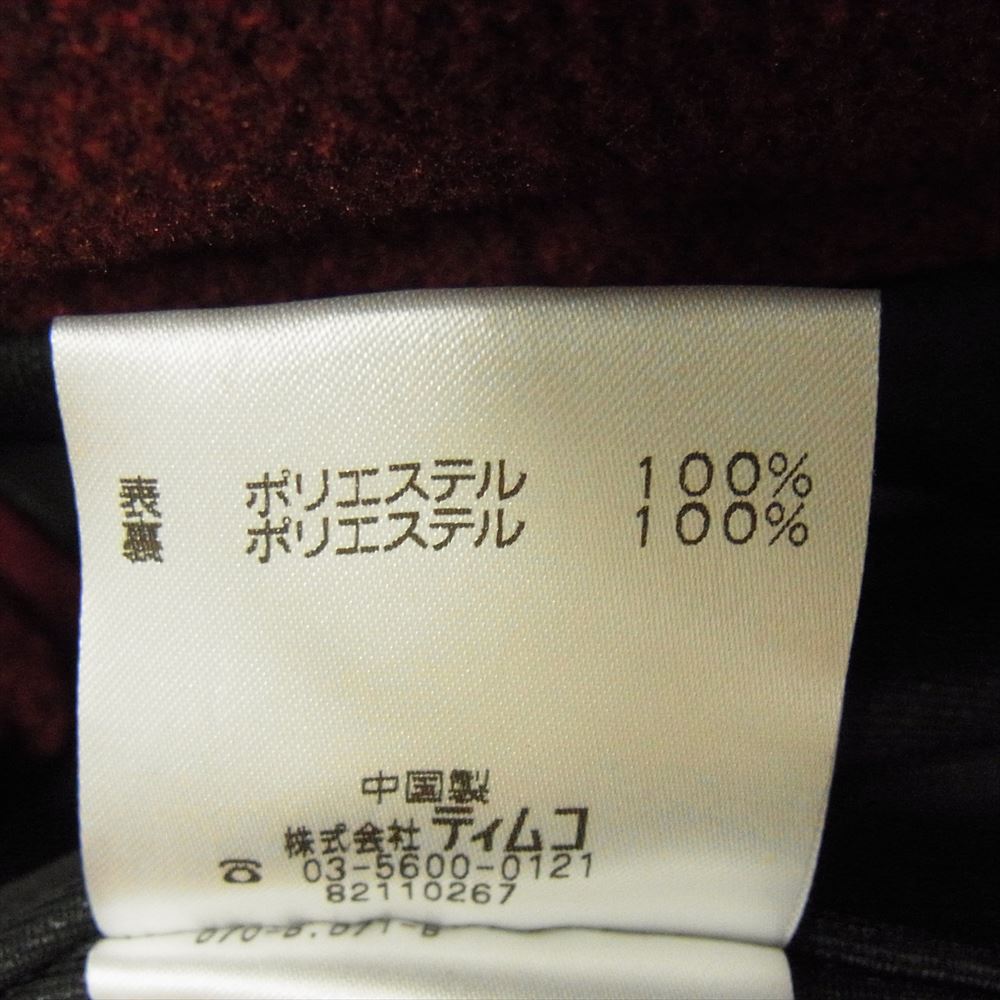 表 ポリエステル 100%
裏 ポリエステル 100%
中国製
株式会社 ティムコ
☎ 03-5600-0121
82110267